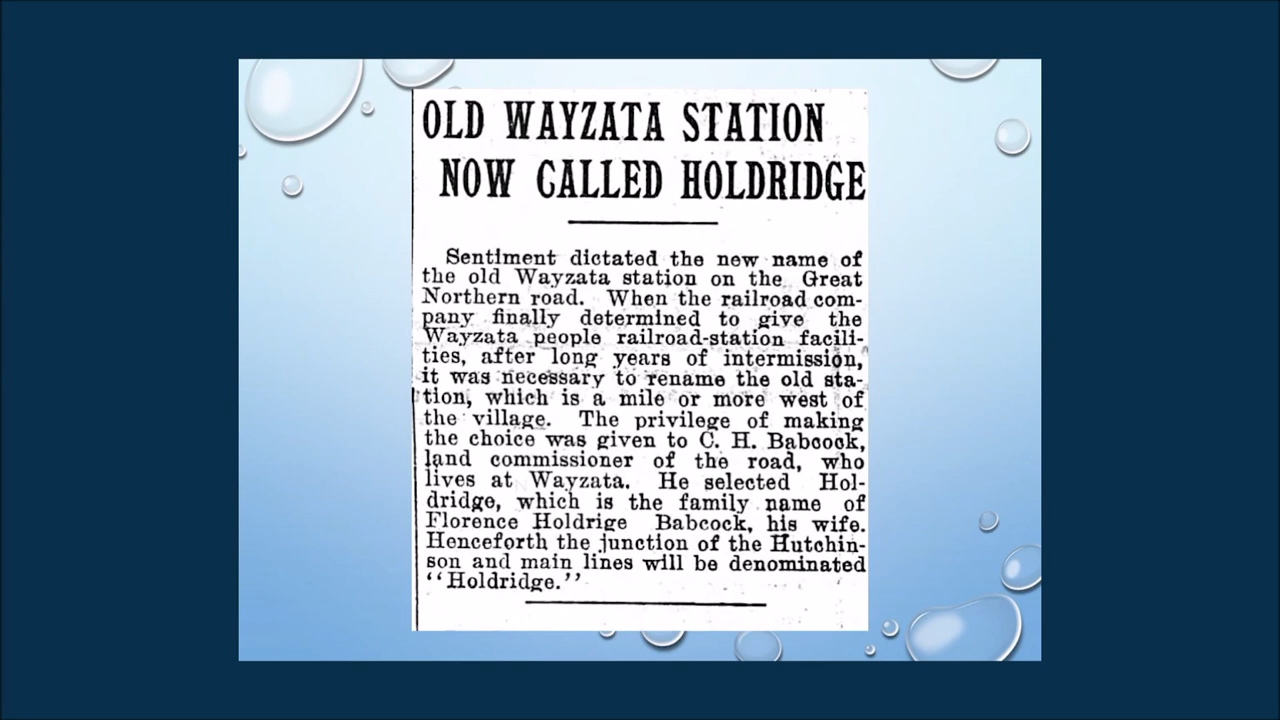 OLD WAYZATA STATION
NOW CALLED HOLDRIDGE
Sentiment dictated the new name of
the old Wayzata station on the Great
Northern road. When the railroad com-
pany finally determined to give the
Wayzata people railroad-station facili-
ties, after long years of intermission,
it was necessary to rename the old sta-
tion, which is a mile or more west of
the village. The privilege of making
the choice was given to C. H. Babcock,
land commissioner of the road, who
lives at Wayzata. He selected Hol-
dridge, which is the family name of
Florence Holdrige Babcock, his wife.
Henceforth the junction of the Hutchin-
son and main lines will be denominated
“Holdridge.”